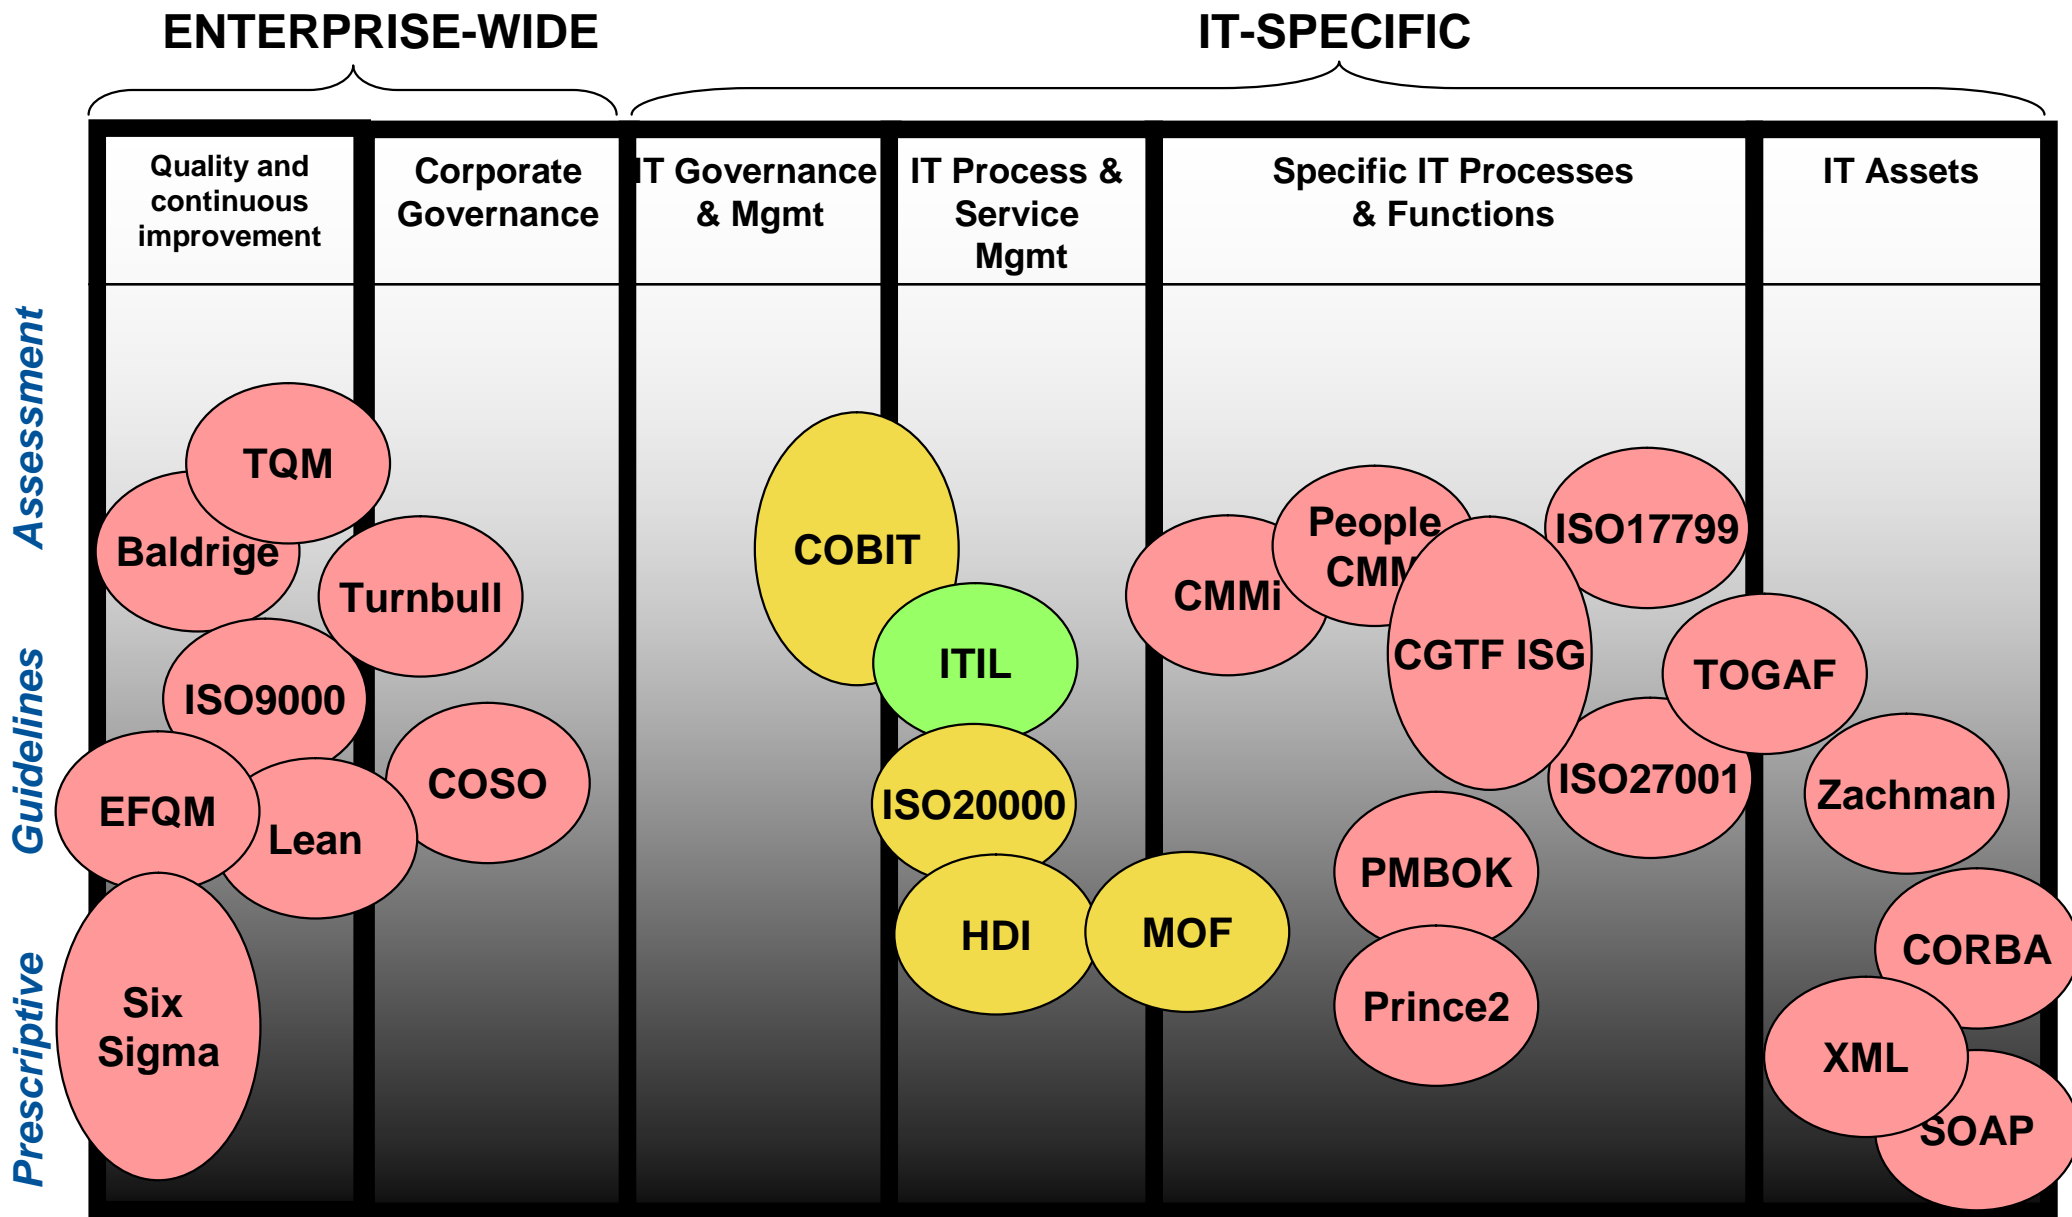 ENTERPRISE-WIDE
IT-SPECIFIC
Quality and
continuous
improvement
Corporate
Governance
IT Governance
& Mgmt
IT Process &
Service
Mgmt
Specific IT Processes
& Functions
IT Assets
Assessment
Guidelines
Prescriptive
TQM
Baldrige
Turnbull
ISO9000
EFQM
Lean
COSO
Six
Sigma
COBIT
ITIL
ISO20000
HDI
MOF
CMMi
People
CMM
CGTF ISG
ISO17799
TOGAF
ISO27001
PMBOK
Prince2
Zachman
CORBA
XML
SOAP